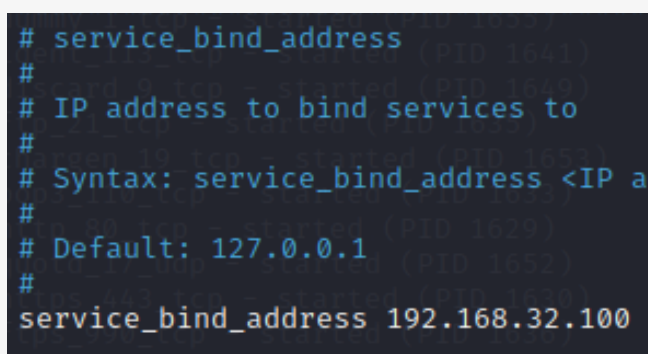 # service_bind_address
#
# IP address to bind services to
#
# Syntax: service_bind_address <IP a
#
# Default: 127.0.0.1
#
service_bind_address 192.168.32.100